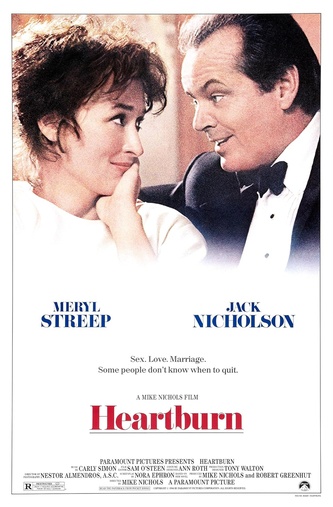 MERYL
STREEP
JACK
NICHOLSON
Sex. Love. Marriage.
Some people don't know when to quit.
A MIKE NICHOLS FILM
Heartburn
PARAMOUNT PICTURES PRESENTS HEARTBURN
CARLY SIMON SAM O'STEEN ANN ROTH TONY WALTON
NESTOR ALMENDROS, A.S.C. NORA EPHRON MIKE NICHOLS and ROBERT GREENHUT
MIKE NICHOLS A PARAMOUNT PICTURE
R RESTRICTED